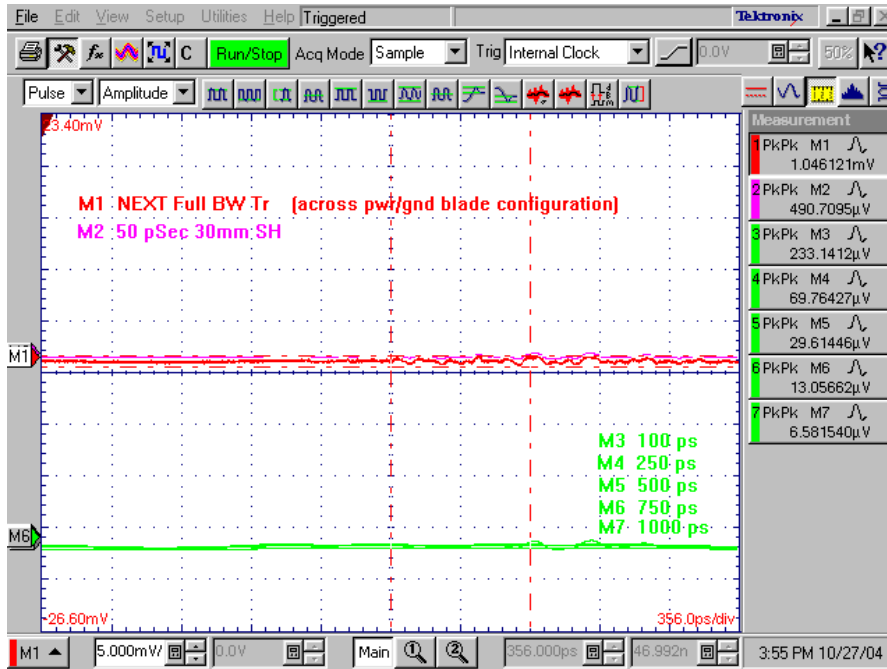 File Edit View Setup Utilities Help Triggered Tektronix
fx C Run/Stop Acq Mode Sample Trig Internal Clock 0.0V 50% ?
Pulse Amplitude
23.40mV
M1 NEXT Full BW Tr (across pwr/gnd blade configuration)
M2 50 pSec 30mm SH
M1
M3 100 ps
M4 250 ps
M5 500 ps
M6 750 ps
M7 1000 ps
M6
-26.60mV
356.0ps/div
Measurement
1 PkPk M1
1.046121mV
2 PkPk M2
490.7095µV
3 PkPk M3
233.1412µV
4 PkPk M4
69.76427µV
5 PkPk M5
29.61446µV
6 PkPk M6
13.05662µV
7 PkPk M7
6.581540µV
M1 5.000mV/ 0.0V Main 1 2 356.000ps 46.992n 3:55 PM 10/27/04